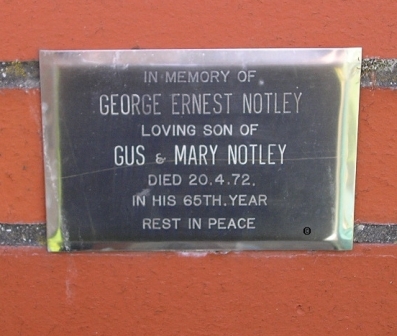 IN MEMORY OF
GEORGE ERNEST NOTLEY
LOVING SON OF
GUS & MARY NOTLEY
DIED 20.4.72.
IN HIS 65TH.YEAR
REST IN PEACE